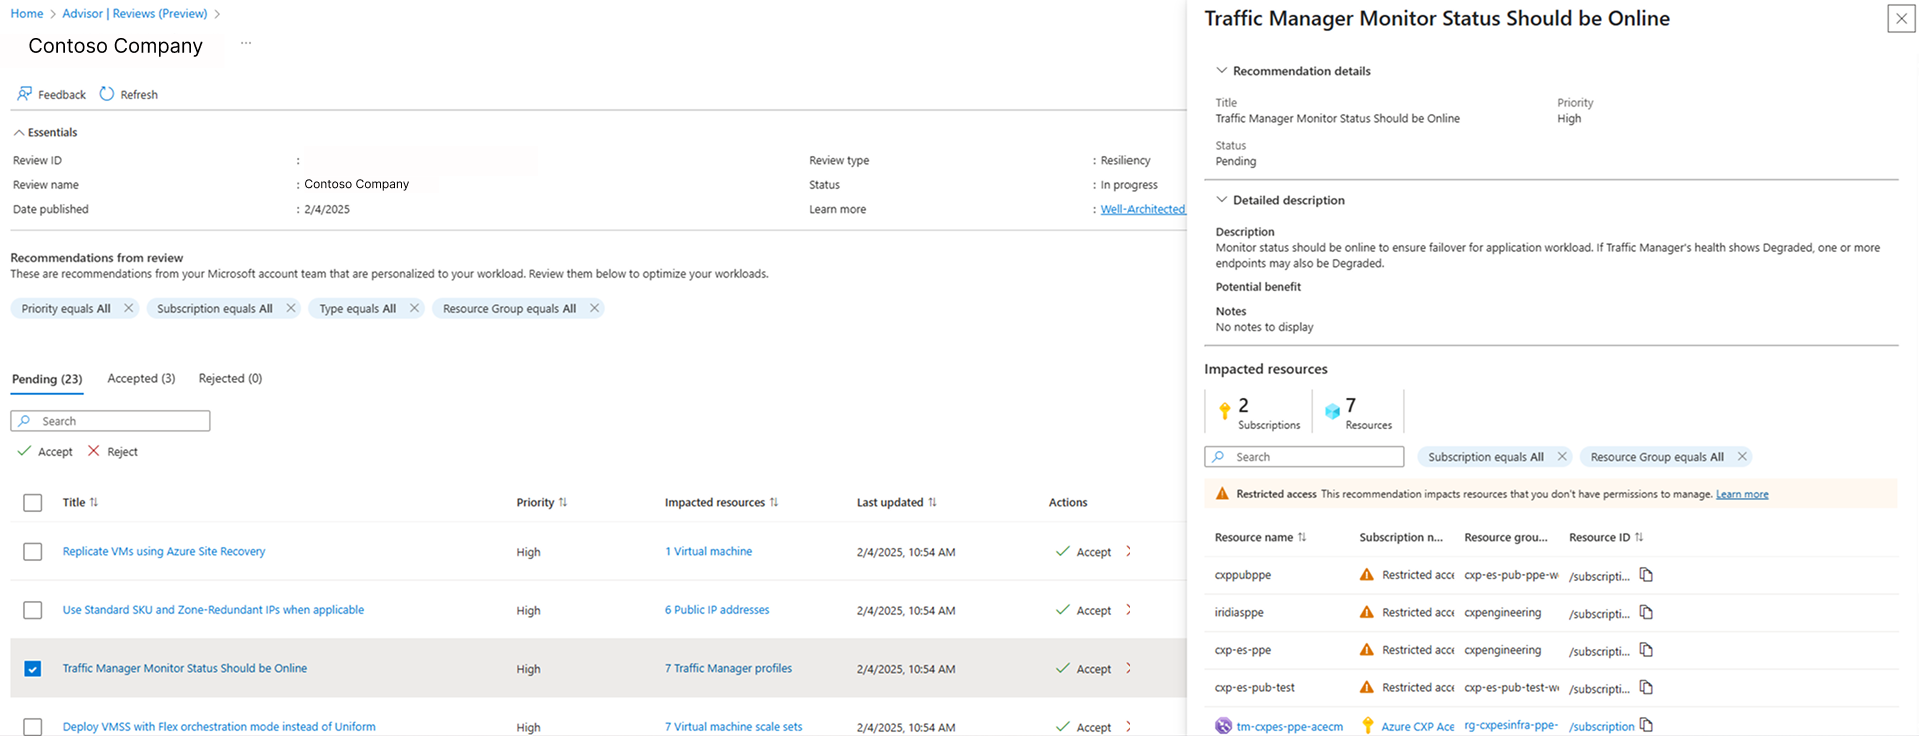 Home > Advisor | Reviews (Preview) >
Contoso Company ...
Feedback Refresh
Essentials
Review ID :
Review name : Contoso Company
Date published : 2/4/2025
Review type : Resiliency
Status : In progress
Learn more : Well-Architected
Recommendations from review
These are recommendations from your Microsoft account team that are personalized to your workload. Review them below to optimize your workloads.
Priority equals All Subscription equals All Type equals All Resource Group equals All
Pending (23) Accepted (3) Rejected (0)
Search
Accept Reject
Title Priority Impacted resources Last updated Actions
Replicate VMs using Azure Site Recovery High 1 Virtual machine 2/4/2025, 10:54 AM Accept
Use Standard SKU and Zone-Redundant IPs when applicable High 6 Public IP addresses 2/4/2025, 10:54 AM Accept
Traffic Manager Monitor Status Should be Online High 7 Traffic Manager profiles 2/4/2025, 10:54 AM Accept
Deploy VMSS with Flex orchestration mode instead of Uniform High 7 Virtual machine scale sets 2/4/2025, 10:54 AM Accept
Traffic Manager Monitor Status Should be Online
Recommendation details
Title Priority
Traffic Manager Monitor Status Should be Online High
Status
Pending
Detailed description
Description
Monitor status should be online to ensure failover for application workload. If Traffic Manager's health shows Degraded, one or more
endpoints may also be Degraded.
Potential benefit
Notes
No notes to display
Impacted resources
2 7
Subscriptions Resources
Search Subscription equals All Resource Group equals All
Restricted access This recommendation impacts resources that you don't have permissions to manage. Learn more
Resource name Subscription n... Resource grou... Resource ID
cxppubppe Restricted acce cxp-es-pub-ppe-w /subscripti...
iridiasppe Restricted acce cxpengineering /subscripti...
cxp-es-ppe Restricted acce cxpengineering /subscripti...
cxp-es-pub-test Restricted acce cxp-es-pub-test-we /subscripti...
tm-cxpes-ppe-acecm Azure CXP Ace rg-cxpesinfra-ppe- /subscription